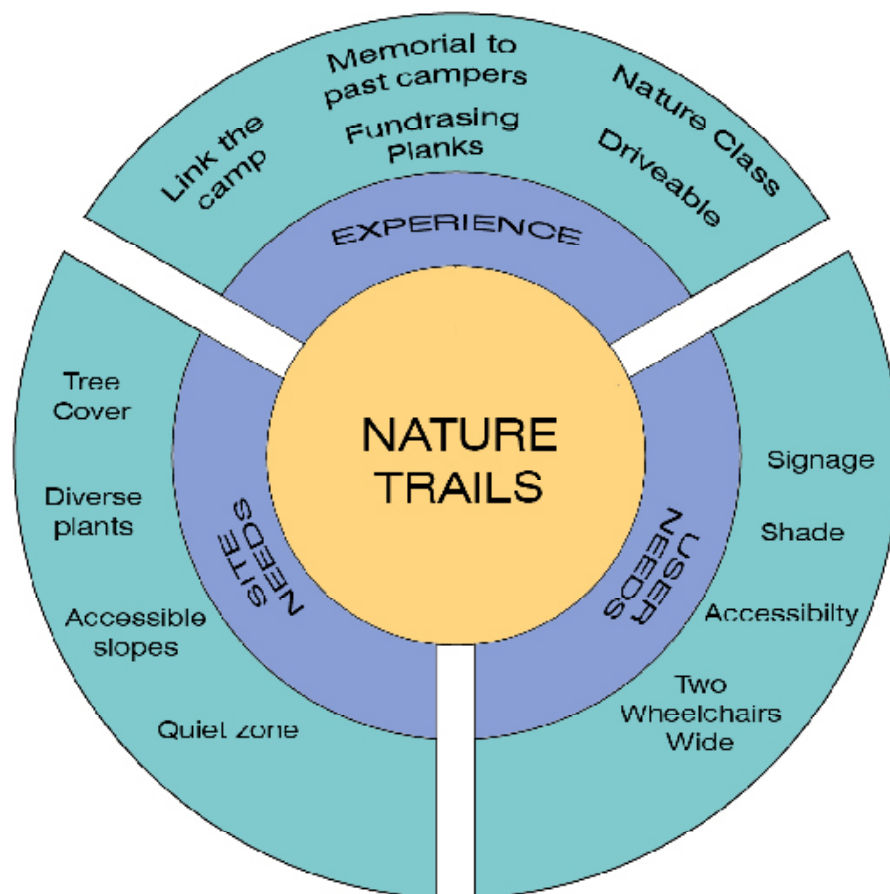 Memorial to
past campers
Fundrasing
Planks
Link the
camp
Nature Class
Driveable
EXPERIENCE
NATURE
TRAILS
SITE
NEEDS
Tree
Cover
Diverse
plants
Accessible
slopes
Quiet zone
USER
NEEDS
Signage
Shade
Accessibilty
Two
Wheelchairs
Wide